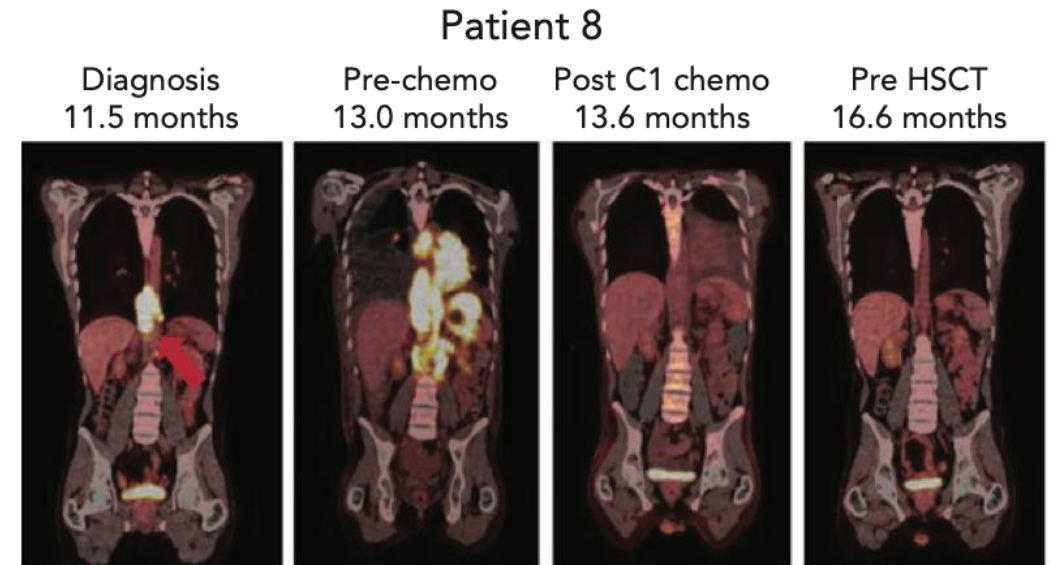 Patient 8
Diagnosis
11.5 months
Pre-chemo
13.0 months
Post C1 chemo
13.6 months
Pre HSCT
16.6 months